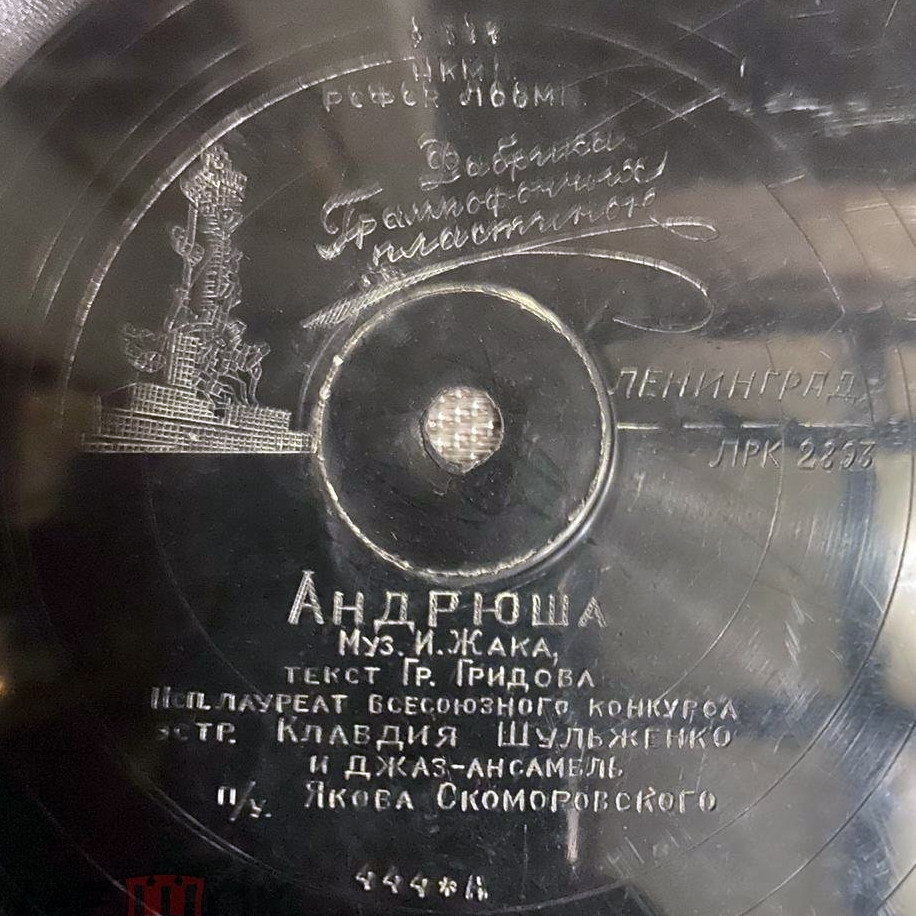 НКМП
РСФСР ЛООМП
Фабрика
Граммофонных
пластинок
ЛЕНИНГРАД,
ЛРК 2893
АНДРЮША
МУЗ. И. ЖАКА,
ТЕКСТ ГР. ГРИДОВА
ИСП. ЛАУРЕАТ ВСЕСОЮЗНОГО КОНКУРСА
ЭСТР. КЛАВДИЯ ШУЛЬЖЕНКО
И ДЖАЗ-АНСАМБЛЬ
П/У. ЯКОВА СКОМОРОВСКОГО
444*А